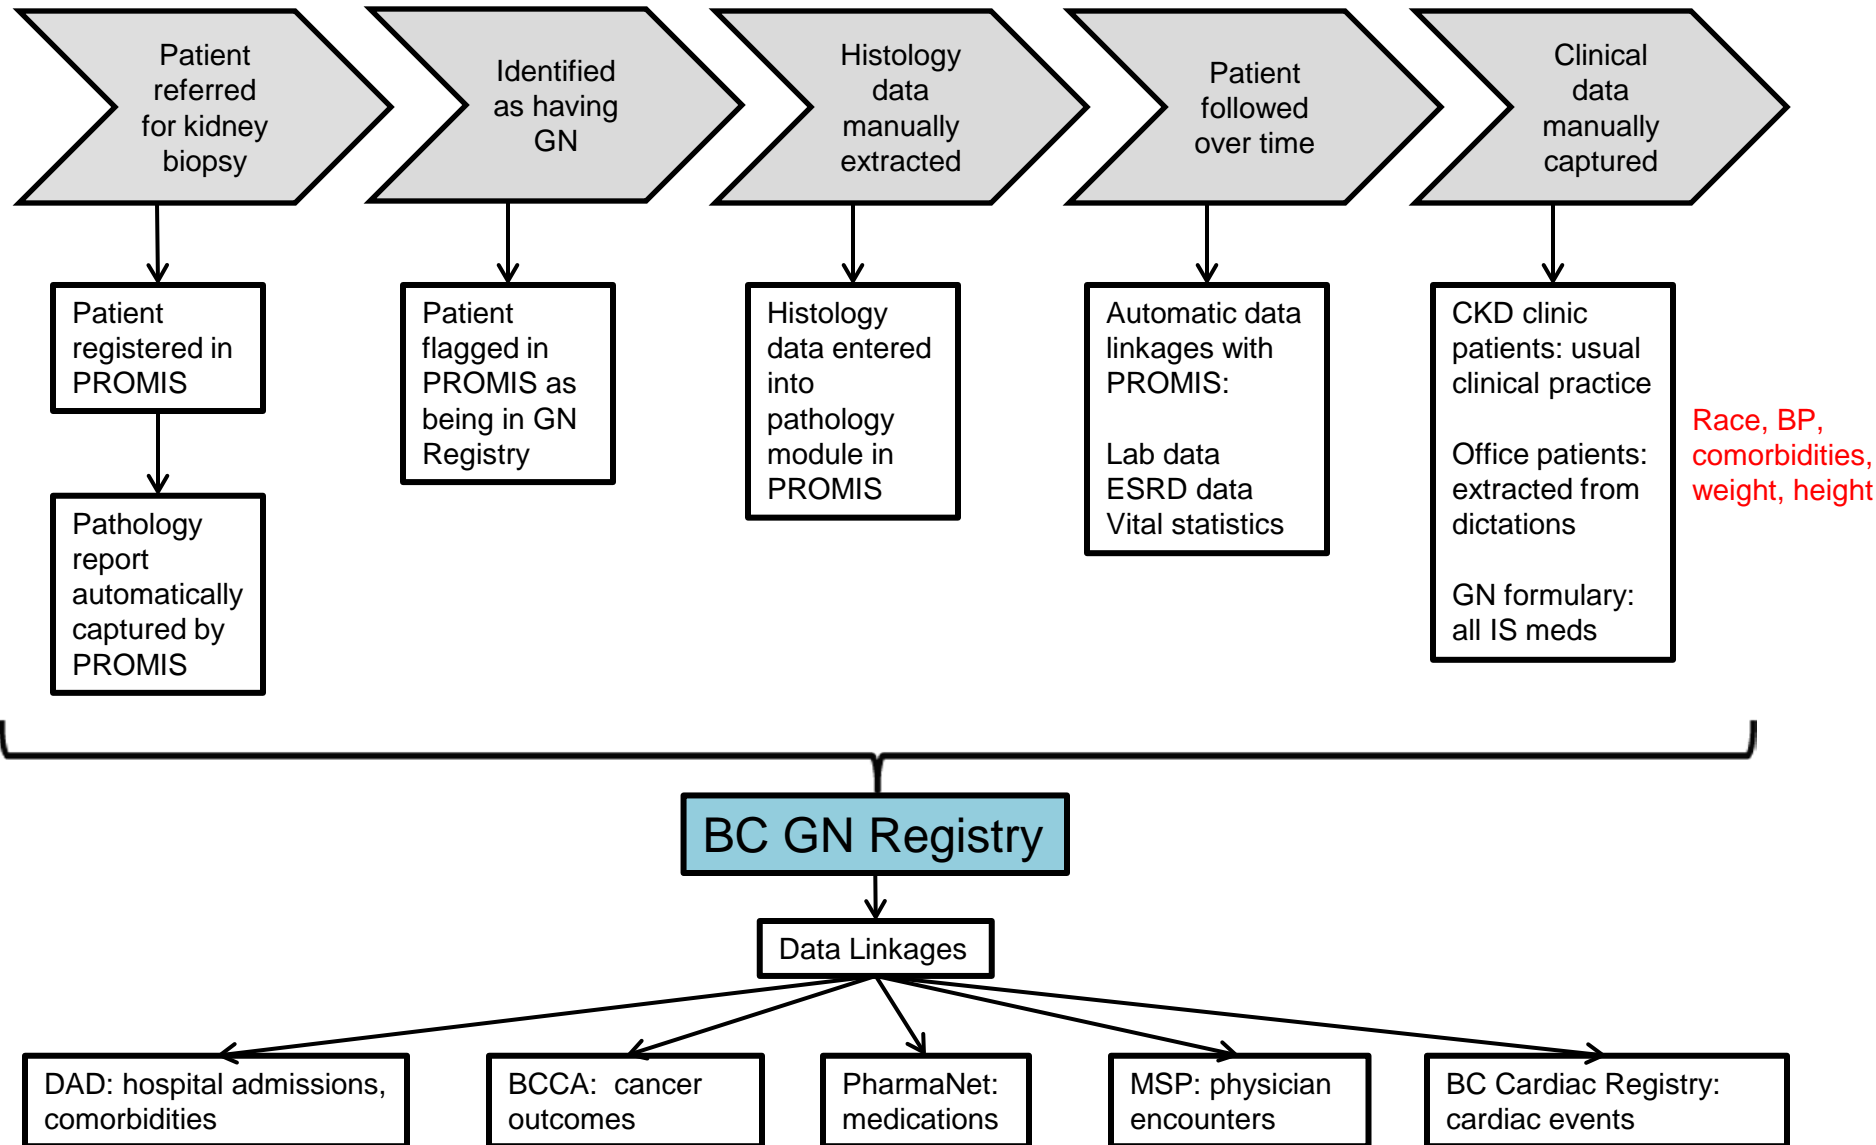 Patient
referred
for kidney
biopsy
Identified
as having
GN
Histology
data
manually
extracted
Patient
followed
over time
Clinical
data
manually
captured
Patient
registered in
PROMIS
Pathology
report
automatically
captured by
PROMIS
Patient
flagged in
PROMIS as
being in GN
Registry
Histology
data entered
into
pathology
module in
PROMIS
Automatic data
linkages with
PROMIS:
Lab data
ESRD data
Vital statistics
CKD clinic
patients: usual
clinical practice
Office patients:
extracted from
dictations
GN formulary:
all IS meds
Race, BP,
comorbidities,
weight, height
BC GN Registry
Data Linkages
DAD: hospital admissions,
comorbidities
BCCA:  cancer
outcomes
PharmaNet:
medications
MSP: physician
encounters
BC Cardiac Registry:
cardiac events